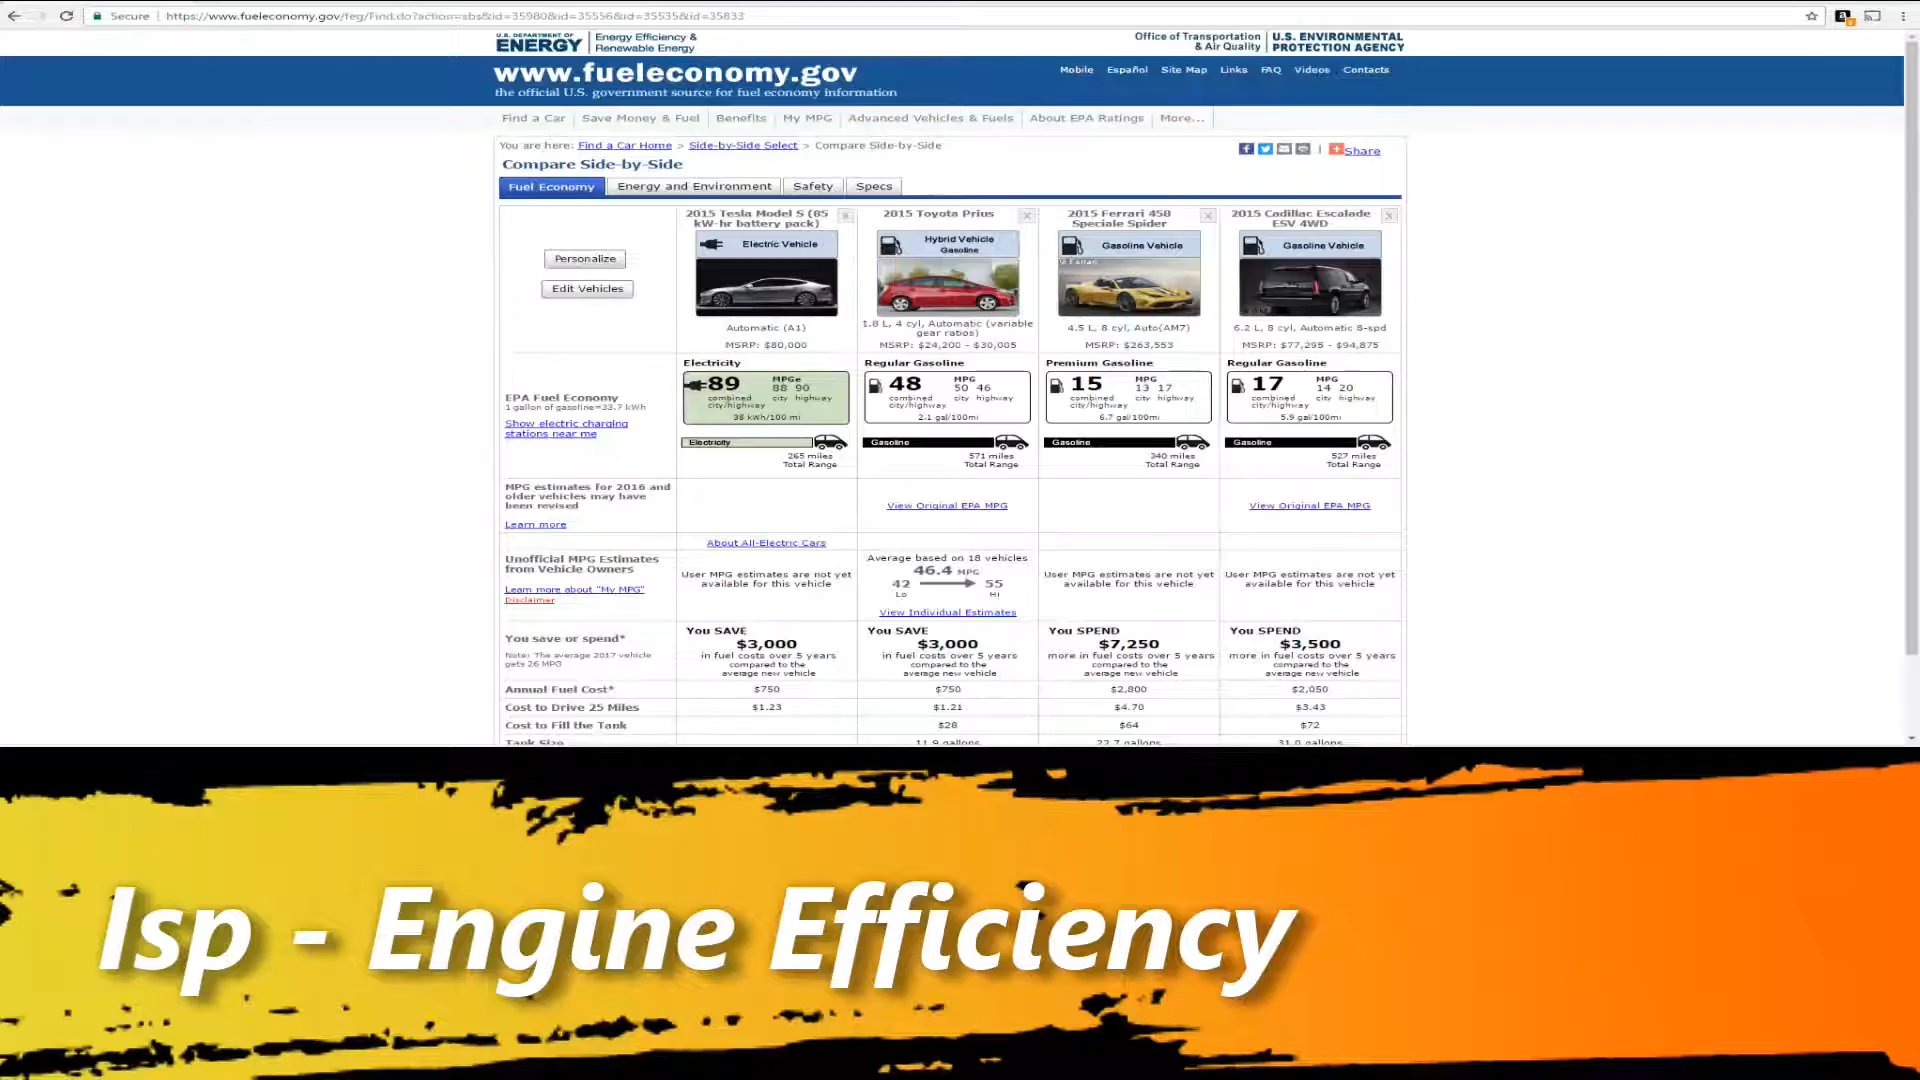 Secure https://www.fueleconomy.gov/feg/Find.do?action=sbs&id=35980&id=35556&id=35535&id=35833
U.S. DEPARTMENT OF
ENERGY Energy Efficiency &
Renewable Energy
Office of Transportation
& Air Quality
U.S. ENVIRONMENTAL
PROTECTION AGENCY
www.fueleconomy.gov
the official U.S. government source for fuel economy information
Mobile Español Site Map Links FAQ Videos Contacts
Find a Car Save Money & Fuel Benefits My MPG Advanced Vehicles & Fuels About EPA Ratings More...
You are here: Find a Car Home > Side-by-Side Select > Compare Side-by-Side
Share
Compare Side-by-Side
Fuel Economy Energy and Environment Safety Specs
Personalize
Edit Vehicles
2015 Tesla Model S (85
kW-hr battery pack)
Electric Vehicle
Automatic (A1)
MSRP: $80,000
2015 Toyota Prius
Hybrid Vehicle
Gasoline
1.8 L, 4 cyl, Automatic (variable
gear ratios)
MSRP: $24,200 - $30,005
2015 Ferrari 458
Speciale Spider
Gasoline Vehicle
4.5 L, 8 cyl, Auto(AM7)
MSRP: $263,553
2015 Cadillac Escalade
ESV 4WD
Gasoline Vehicle
6.2 L, 8 cyl, Automatic 8-spd
MSRP: $77,295 - $94,875
EPA Fuel Economy
1 gallon of gasoline=33.7 kWh
Show electric charging
stations near me
Electricity
89 MPGe
88 90
combined city highway
city/highway
38 kWh/100 mi
Electricity
265 miles
Total Range
Regular Gasoline
48 MPG
50 46
combined city highway
city/highway
2.1 gal/100mi
Gasoline
571 miles
Total Range
Premium Gasoline
15 MPG
13 17
combined city highway
city/highway
6.7 gal/100mi
Gasoline
340 miles
Total Range
Regular Gasoline
17 MPG
14 20
combined city highway
city/highway
5.9 gal/100mi
Gasoline
527 miles
Total Range
MPG estimates for 2016 and
older vehicles may have
been revised
Learn more
View Original EPA MPG
View Original EPA MPG
About All-Electric Cars
Unofficial MPG Estimates
from Vehicle Owners
Learn more about "My MPG"
Disclaimer
User MPG estimates are not yet
available for this vehicle
Average based on 18 vehicles
46.4 MPG
42 55
Lo Hi
View Individual Estimates
User MPG estimates are not yet
available for this vehicle
User MPG estimates are not yet
available for this vehicle
You save or spend*
Note: The average 2017 vehicle
gets 26 MPG
You SAVE
$3,000
in fuel costs over 5 years
compared to the
average new vehicle
You SAVE
$3,000
in fuel costs over 5 years
compared to the
average new vehicle
You SPEND
$7,250
more in fuel costs over 5 years
compared to the
average new vehicle
You SPEND
$3,500
more in fuel costs over 5 years
compared to the
average new vehicle
Annual Fuel Cost* $750 $750 $2,800 $2,050
Cost to Drive 25 Miles $1.23 $1.21 $4.70 $3.43
Cost to Fill the Tank $28 $64 $72
Tank Size 11.9 gallons 22.7 gallons 31.0 gallons
Isp - Engine Efficiency